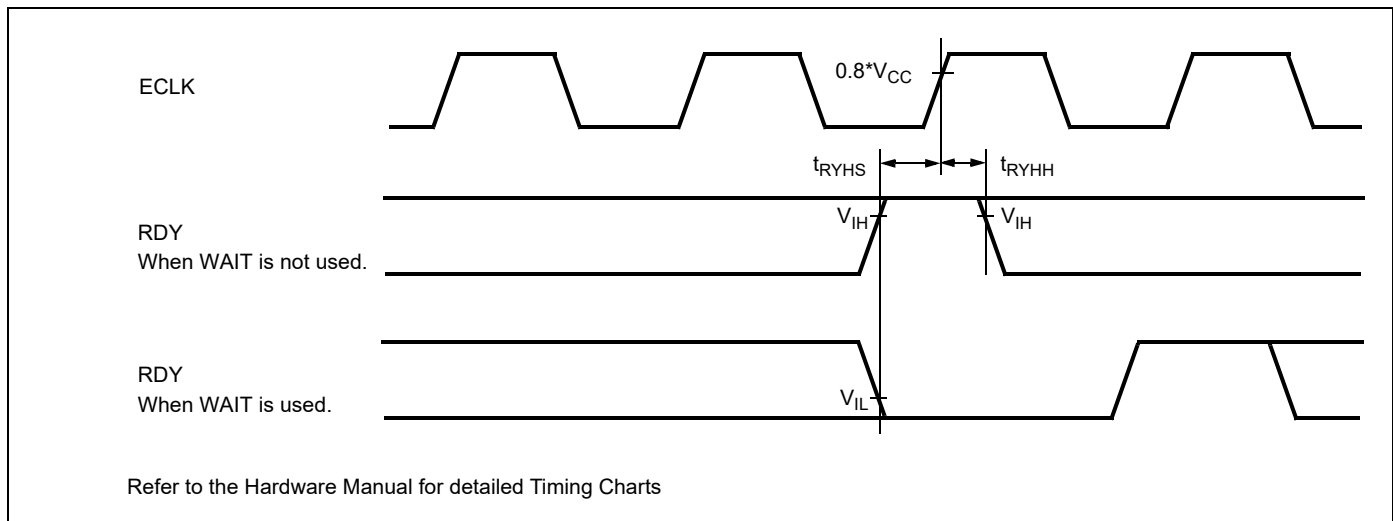 ECLK
0.8*VCC
tRYHS
tRYHH
VIH
VIH
RDY
When WAIT is not used.
RDY
When WAIT is used.
VIL
Refer to the Hardware Manual for detailed Timing Charts